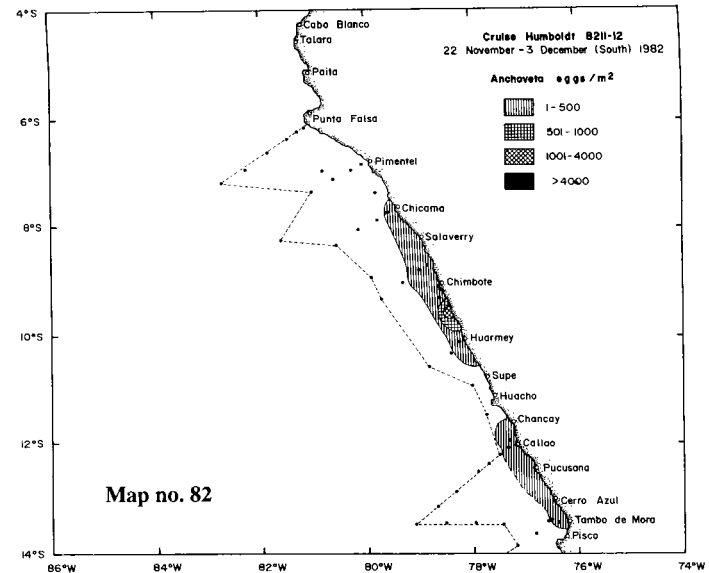 4°S
6°S
8°S
10°S
12°S
14°S
86°W
84°W
82°W
80°W
78°W
76°W
74°W
Cruise Humboldt 8211-12
22 November - 3 December (South) 1982
Anchoveta eggs/m²
1-500
501-1000
1001-4000
>4000
Cabo Blanco
Talara
Paita
Punta Falsa
Pimentel
Chicama
Salaverry
Chimbote
Huarmey
Supe
Huacho
Chancay
Callao
Pucusana
Cerro Azul
Tambo de Mora
Pisco
Map no. 82